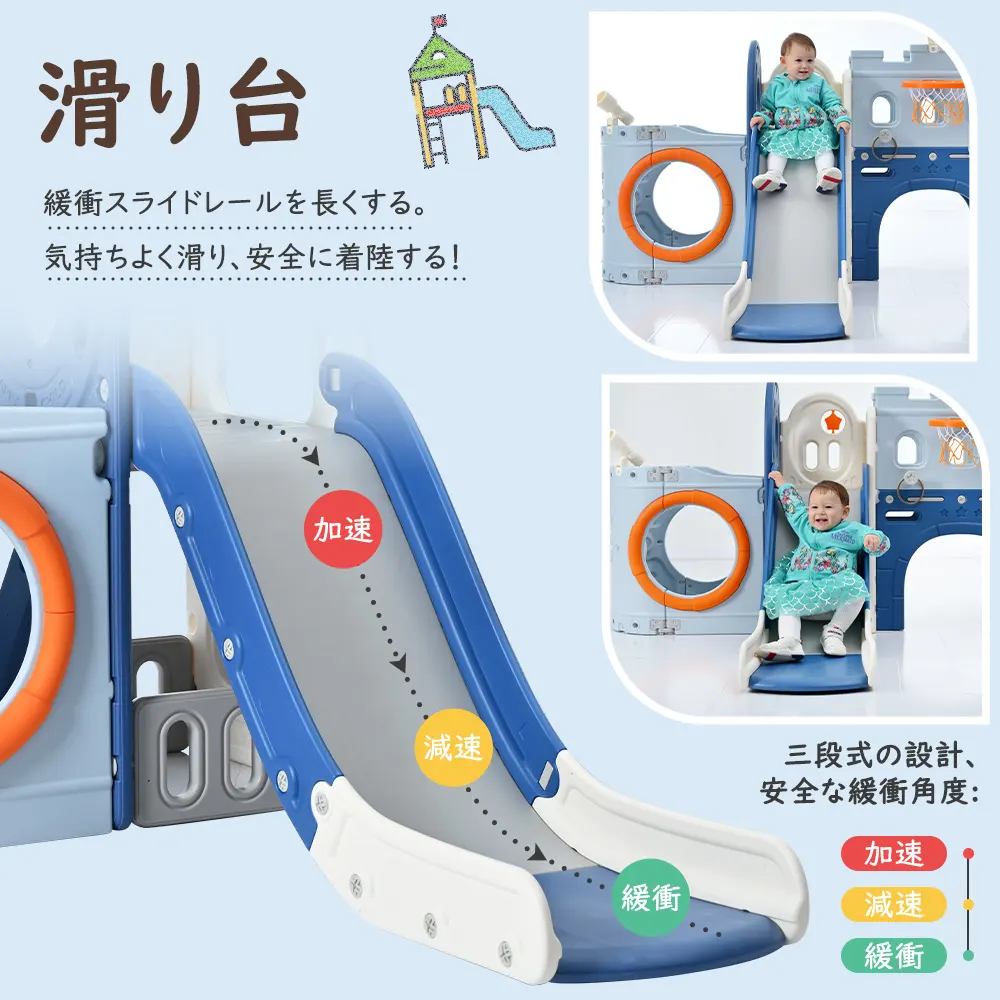 滑り台
緩衝スライドレールを長くする。
気持ちよく滑り、安全に着陸する！
加速
減速
緩衝
三段式の設計、
安全な緩衝角度:
加速
減速
緩衝